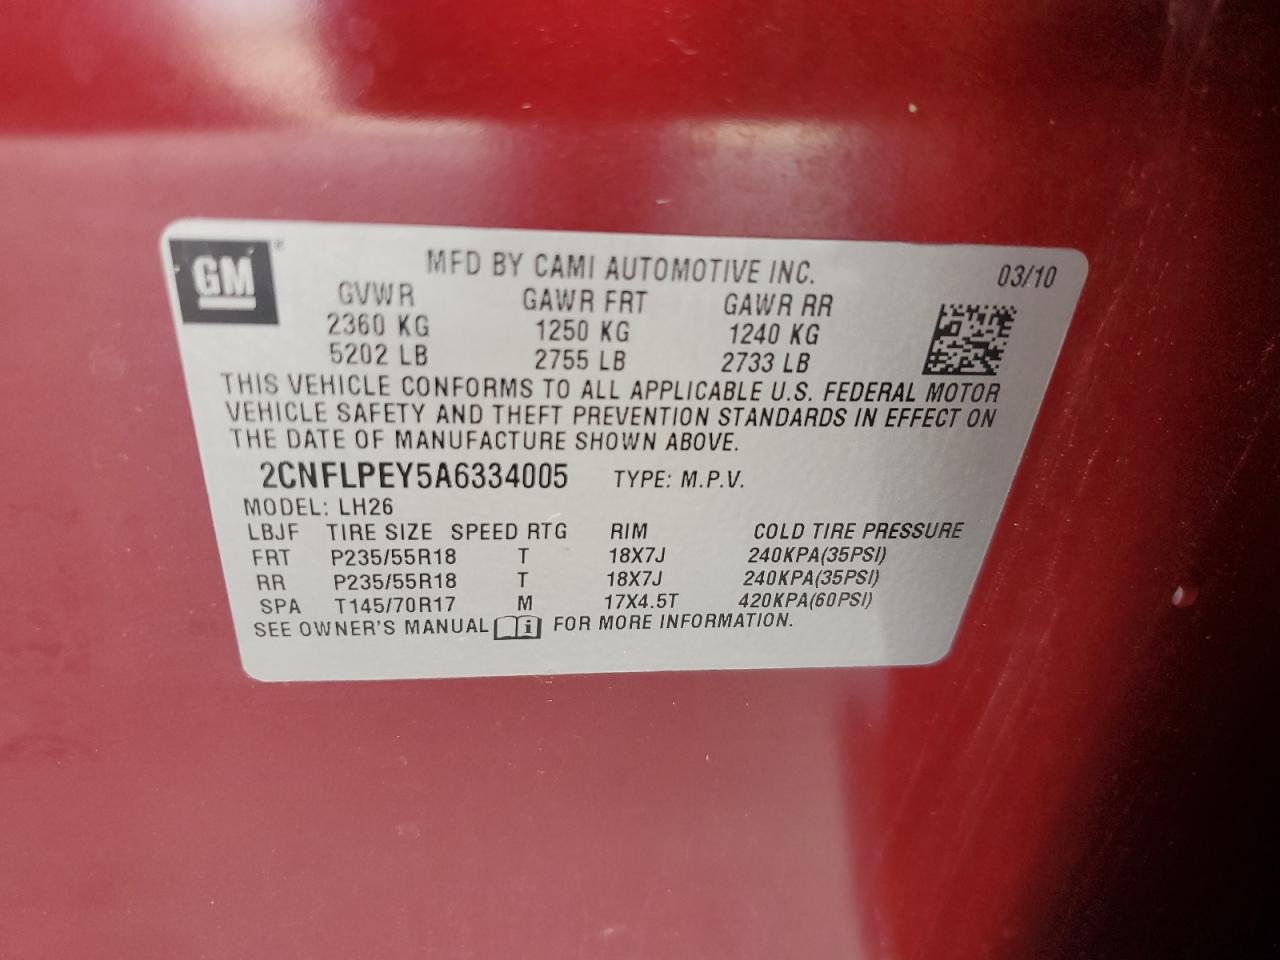 GM®
MFD BY CAMI AUTOMOTIVE INC. 03/10
GVWR GAWR FRT GAWR RR
2360 KG 1250 KG 1240 KG
5202 LB 2755 LB 2733 LB
THIS VEHICLE CONFORMS TO ALL APPLICABLE U.S. FEDERAL MOTOR
VEHICLE SAFETY AND THEFT PREVENTION STANDARDS IN EFFECT ON
THE DATE OF MANUFACTURE SHOWN ABOVE.
2CNFLPEY5A6334005 TYPE: M.P.V.
MODEL: LH26
LBJF TIRE SIZE SPEED RTG RIM COLD TIRE PRESSURE
FRT P235/55R18 T 18X7J 240KPA(35PSI)
RR P235/55R18 T 18X7J 240KPA(35PSI)
SPA T145/70R17 M 17X4.5T 420KPA(60PSI)
SEE OWNER'S MANUAL i FOR MORE INFORMATION.